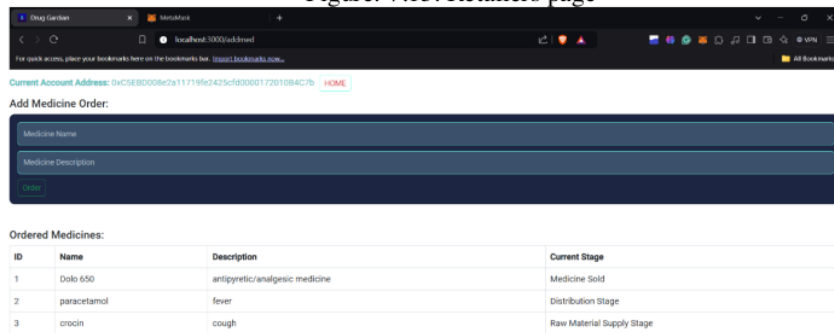 Drug Gardian
MetaMask
localhost:3000/addmed
VPN
For quick access, place your bookmarks here on the bookmarks bar. Import bookmarks now...
All Bookmarks
Current Account Address: 0xC5EBD008e2a11719fe2425cfd0000172010B4C7b HOME
Add Medicine Order:
Medicine Name
Medicine Description
Order
Ordered Medicines:
ID Name Description Current Stage
1 Dolo 650 antipyretic/analgesic medicine Medicine Sold
2 paracetamol fever Distribution Stage
3 crocin cough Raw Material Supply Stage